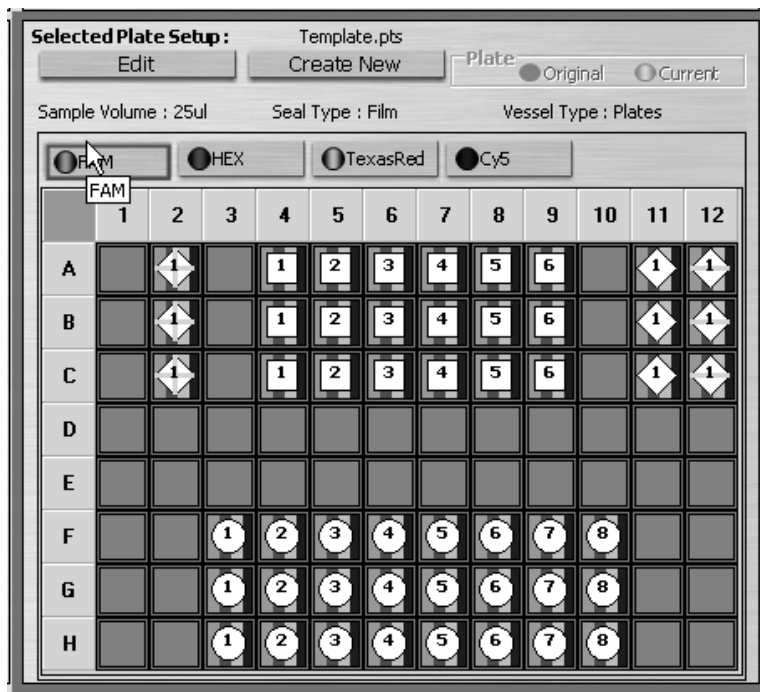 Selected Plate Setup : Template.pts
Edit Create New Plate Original Current
Sample Volume : 25ul Seal Type : Film Vessel Type : Plates
FAM HEX TexasRed Cy5
FAM
1 2 3 4 5 6 7 8 9 10 11 12
A 1 1 2 3 4 5 6 1 1
B 1 1 2 3 4 5 6 1 1
C 1 1 2 3 4 5 6 1 1
D
E
F 1 2 3 4 5 6 7 8
G 1 2 3 4 5 6 7 8
H 1 2 3 4 5 6 7 8